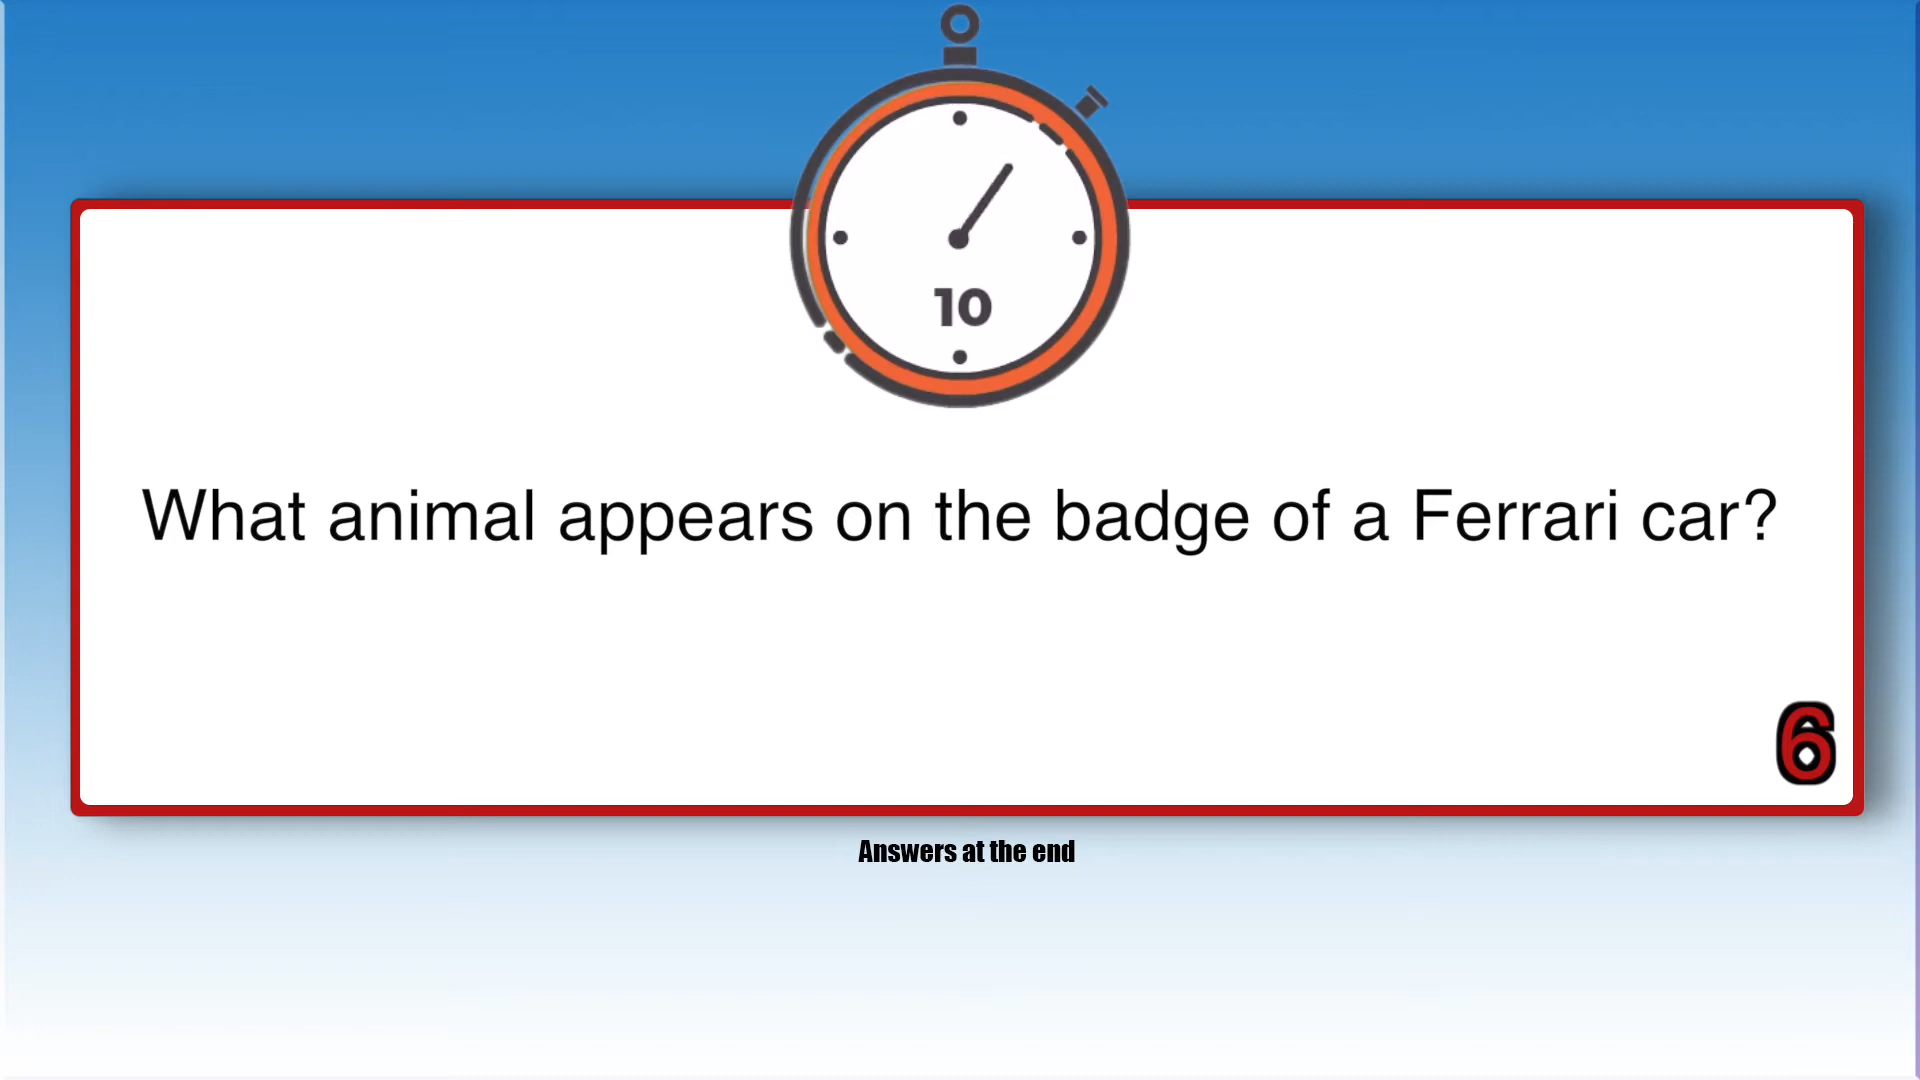 10
What animal appears on the badge of a Ferrari car?
6
Answers at the end